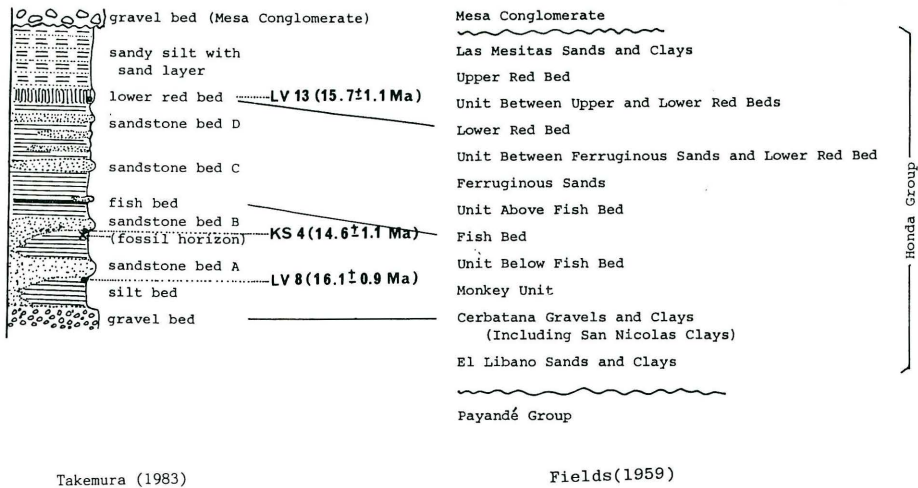 gravel bed (Mesa Conglomerate)
sandy silt with
sand layer
lower red bed
LV 13 (15.7±1.1 Ma)
sandstone bed D
sandstone bed C
fish bed
sandstone bed B
(fossil horizon)
KS 4 (14.6±1.1 Ma)
sandstone bed A
LV 8 (16.1±0.9 Ma)
silt bed
gravel bed
Takemura (1983)
Mesa Conglomerate
Las Mesitas Sands and Clays
Upper Red Bed
Unit Between Upper and Lower Red Beds
Lower Red Bed
Unit Between Ferruginous Sands and Lower Red Bed
Ferruginous Sands
Unit Above Fish Bed
Fish Bed
Unit Below Fish Bed
Monkey Unit
Cerbatana Gravels and Clays
(Including San Nicolas Clays)
El Libano Sands and Clays
Payandé Group
Honda Group
Fields(1959)